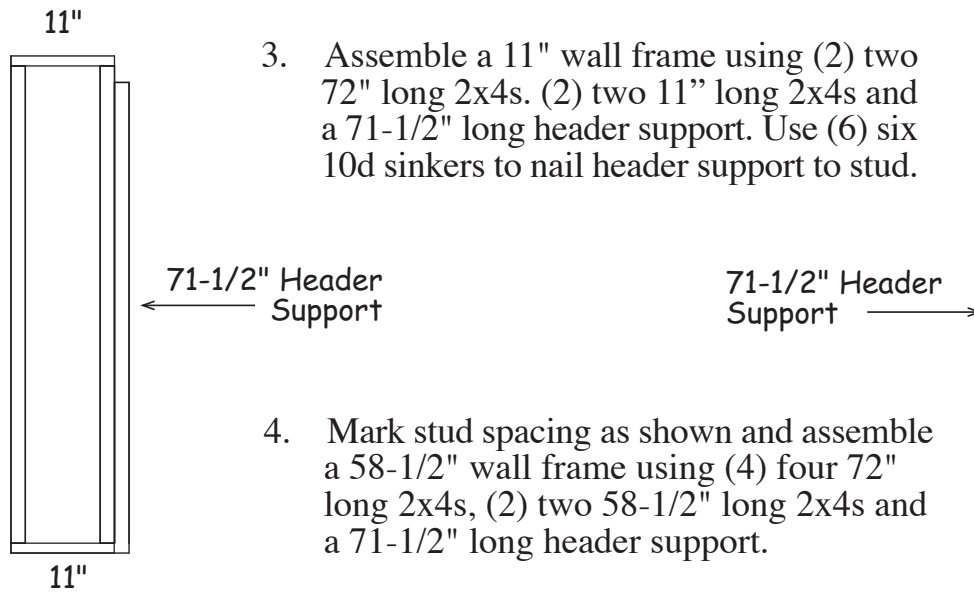 11"
3. Assemble a 11" wall frame using (2) two
72" long 2x4s. (2) two 11” long 2x4s and
a 71-1/2" long header support. Use (6) six
10d sinkers to nail header support to stud.
71-1/2" Header
Support
71-1/2" Header
Support
4. Mark stud spacing as shown and assemble
a 58-1/2" wall frame using (4) four 72"
long 2x4s, (2) two 58-1/2" long 2x4s and
a 71-1/2" long header support.
11"